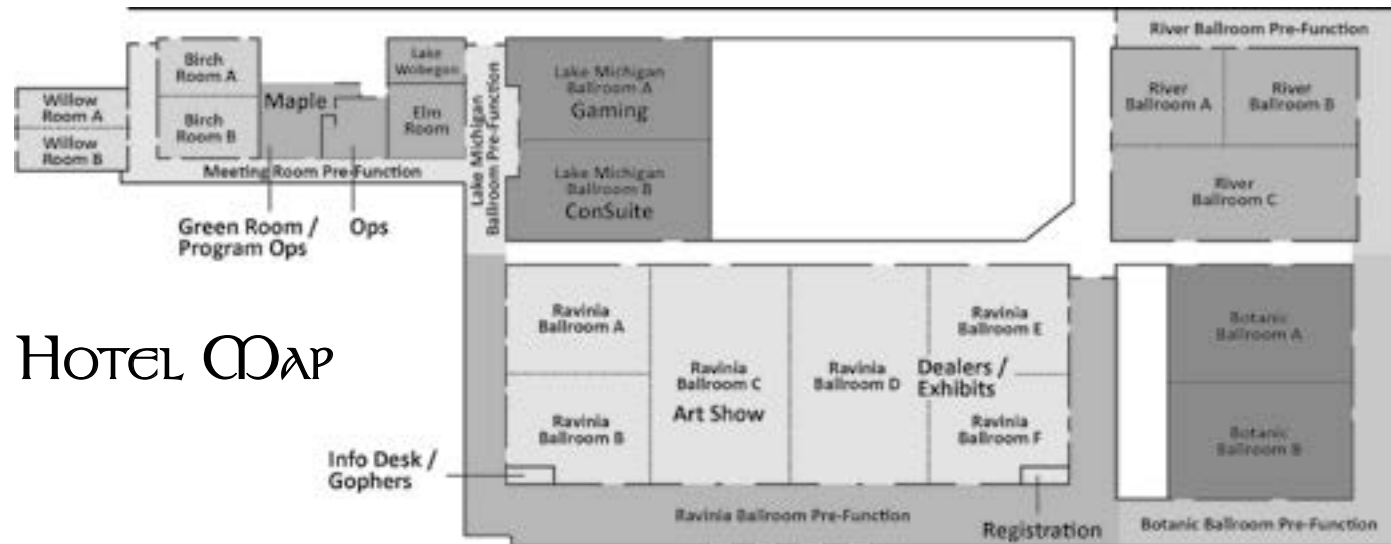 River Ballroom Pre-Function
Birch
Room A
Lake
Wobegon
Lake Michigan
Ballroom A
Gaming
River
Ballroom A
River
Ballroom B
Willow
Room A
Maple
Birch
Room B
Elm
Room
Willow
Room B
Meeting Room Pre-Function
Lake Michigan
Ballroom Pre-Function
Lake Michigan
Ballroom B
ConSuite
River
Ballroom C
Green Room /
Program Ops
Ops
Hotel Map
Ravinia
Ballroom A
Ravinia
Ballroom B
Ravinia
Ballroom C
Art Show
Ravinia
Ballroom D
Ravinia
Ballroom E
Dealers /
Exhibits
Ravinia
Ballroom F
Botanic
Ballroom A
Botanic
Ballroom B
Info Desk /
Gophers
Ravinia Ballroom Pre-Function
Registration
Botanic Ballroom Pre-Function